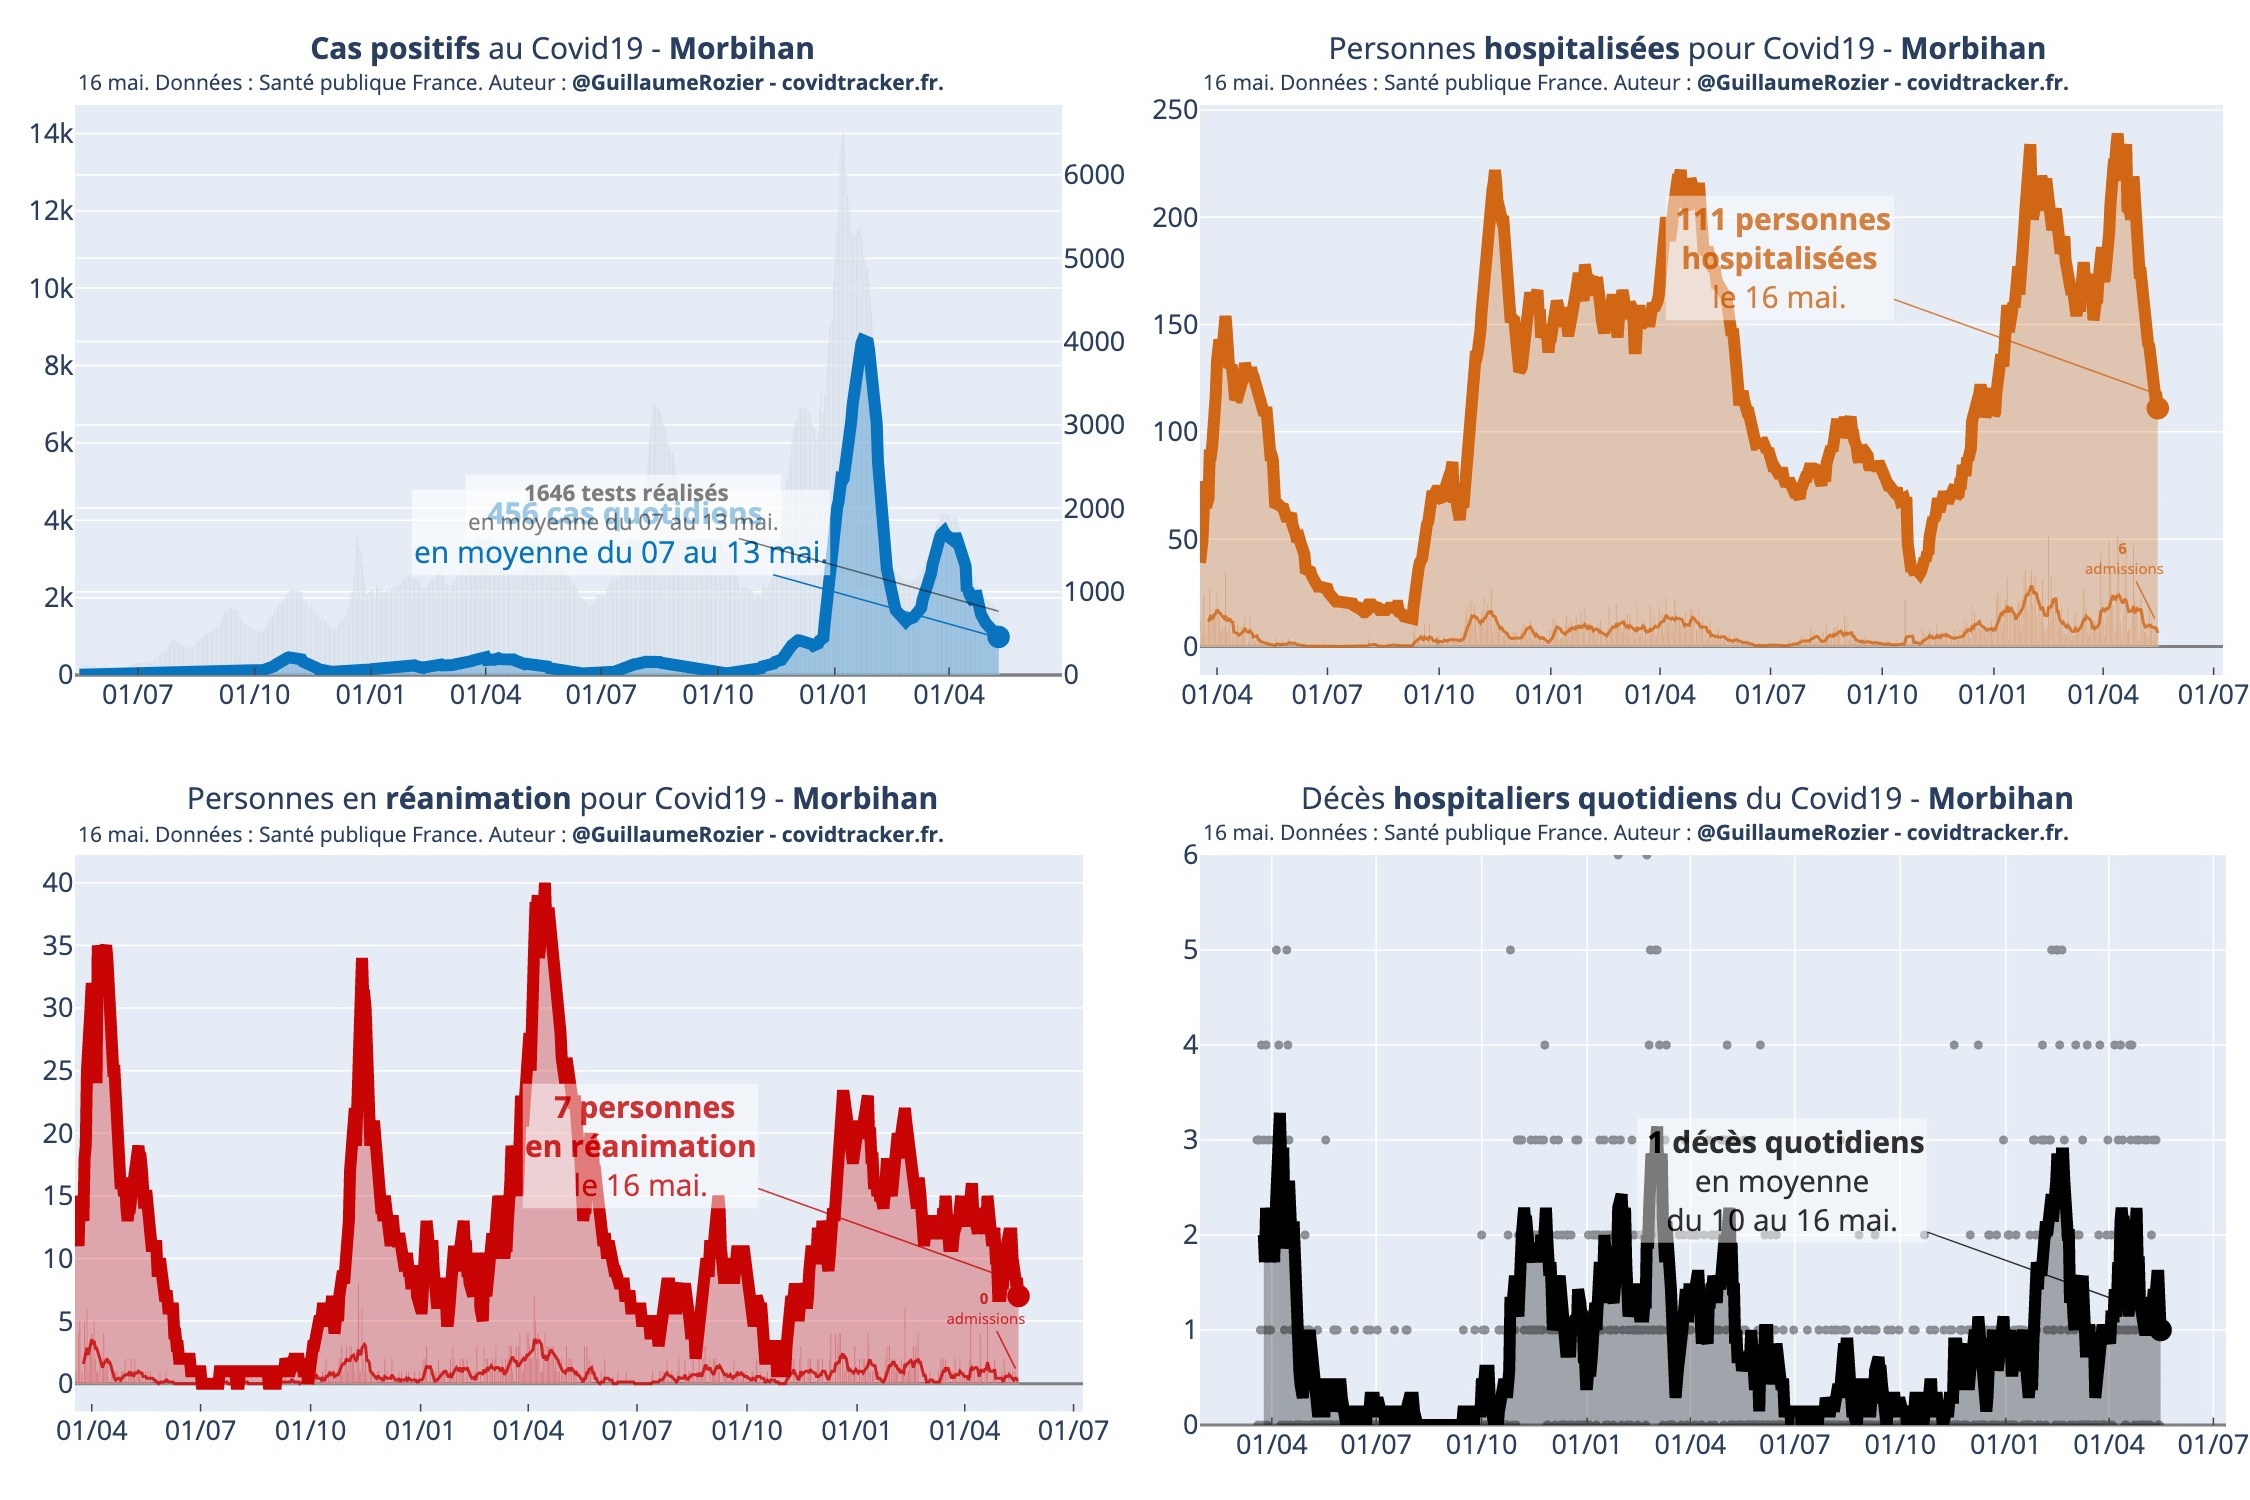 Cas positifs au Covid19 - Morbihan
16 mai. Données : Santé publique France. Auteur : @GuillaumeRozier - covidtracker.fr.
14k
12k
10k
8k
6k
4k
2k
0
6000
5000
4000
3000
2000
1000
0
1646 tests réalisés
en moyenne du 07 au 13 mai.
456 cas quotidiens
en moyenne du 07 au 13 mai.
01/07 01/10 01/01 01/04 01/07 01/10 01/01 01/04
Personnes hospitalisées pour Covid19 - Morbihan
16 mai. Données : Santé publique France. Auteur : @GuillaumeRozier - covidtracker.fr.
250
200
150
100
50
0
111 personnes
hospitalisées
le 16 mai.
6
admissions
01/04 01/07 01/10 01/01 01/04 01/07 01/10 01/01 01/04 01/07
Personnes en réanimation pour Covid19 - Morbihan
16 mai. Données : Santé publique France. Auteur : @GuillaumeRozier - covidtracker.fr.
40
35
30
25
20
15
10
5
0
7 personnes
en réanimation
le 16 mai.
0
admissions
01/04 01/07 01/10 01/01 01/04 01/07 01/10 01/01 01/04 01/07
Décès hospitaliers quotidiens du Covid19 - Morbihan
16 mai. Données : Santé publique France. Auteur : @GuillaumeRozier - covidtracker.fr.
6
5
4
3
2
1
0
1 décès quotidiens
en moyenne
du 10 au 16 mai.
01/04 01/07 01/10 01/01 01/04 01/07 01/10 01/01 01/04 01/07